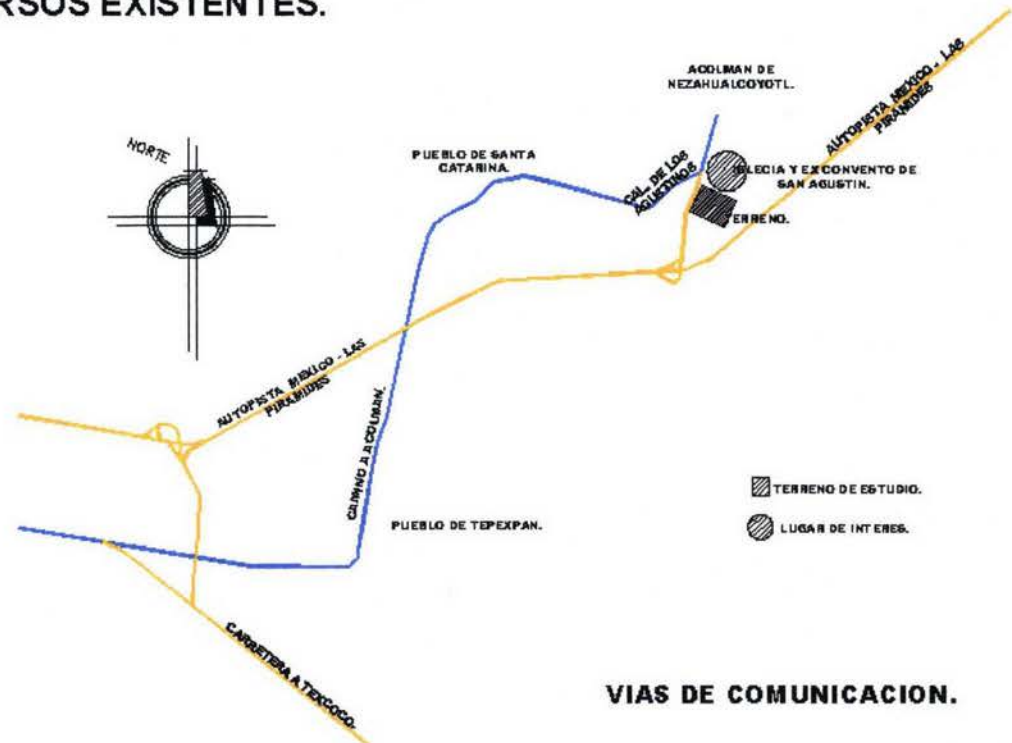 RSOS EXISTENTES.
ACOLMAN DE
NEZAHUALCOYOTL.
AUTOPISTA MEXICO - LAS
PIRAMIDES
NORTE
PUEBLO DE SANTA
CATARINA.
CAL. DE LOS
AGUSTINOS
IGLECIA Y EX CONVENTO DE
SAN AGUSTIN.
TERRENO.
AUTOPISTA MEXICO - LAS
PIRAMIDES
CAMINO A ACOLMAN.
TERRENO DE ESTUDIO.
PUEBLO DE TEPEXPAN.
LUGAR DE INTERES.
CARRETERA A TEXCOCO.
VIAS DE COMUNICACION.